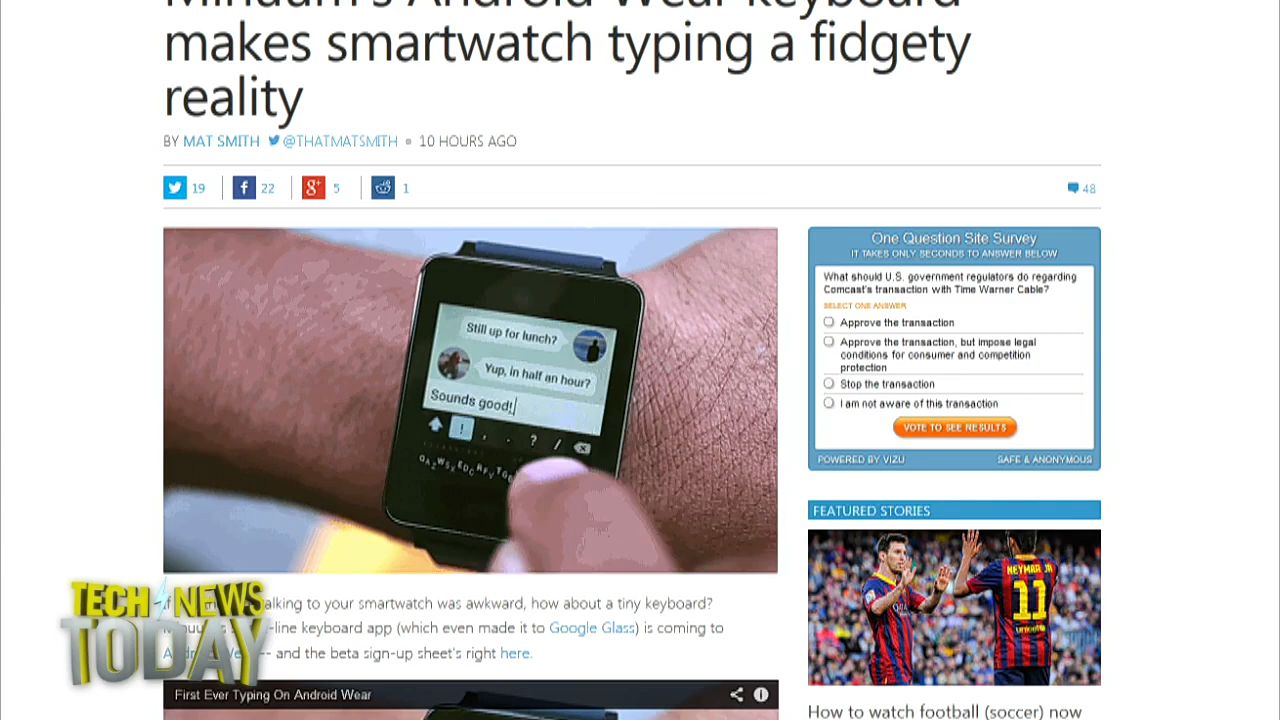 Minuum's Android Wear keyboard
makes smartwatch typing a fidgety
reality
BY MAT SMITH @THATMATSMITH 10 HOURS AGO
19 22 5 1 48
Still up for lunch?
Yup, in half an hour?
Sounds good!
! , . ? /
One Question Site Survey
IT TAKES ONLY SECONDS TO ANSWER BELOW
What should U.S. government regulators do regarding
Comcast's transaction with Time Warner Cable?
SELECT ONE ANSWER
Approve the transaction
Approve the transaction, but impose legal
conditions for consumer and competition
protection
Stop the transaction
I am not aware of this transaction
VOTE TO SEE RESULTS
POWERED BY VIZU SAFE & ANONYMOUS
FEATURED STORIES
NEYMAR JR
11
unicef
How to watch football (soccer) now
TECH NEWS
TODAY
alking to your smartwatch was awkward, how about a tiny keyboard?
-line keyboard app (which even made it to Google Glass) is coming to
-- and the beta sign-up sheet's right here.
First Ever Typing On Android Wear